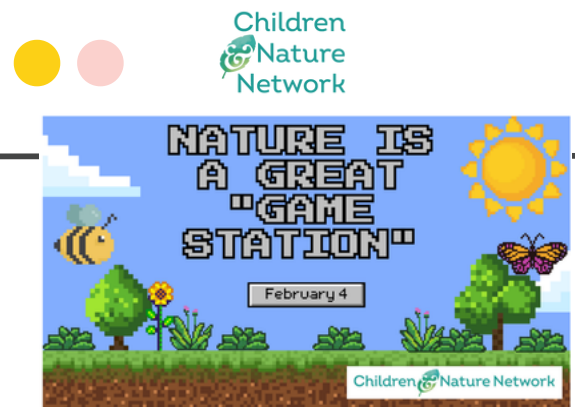 Children
& Nature
Network
NATURE IS
A GREAT
"GAME
STATION"
February 4
Children & Nature Network